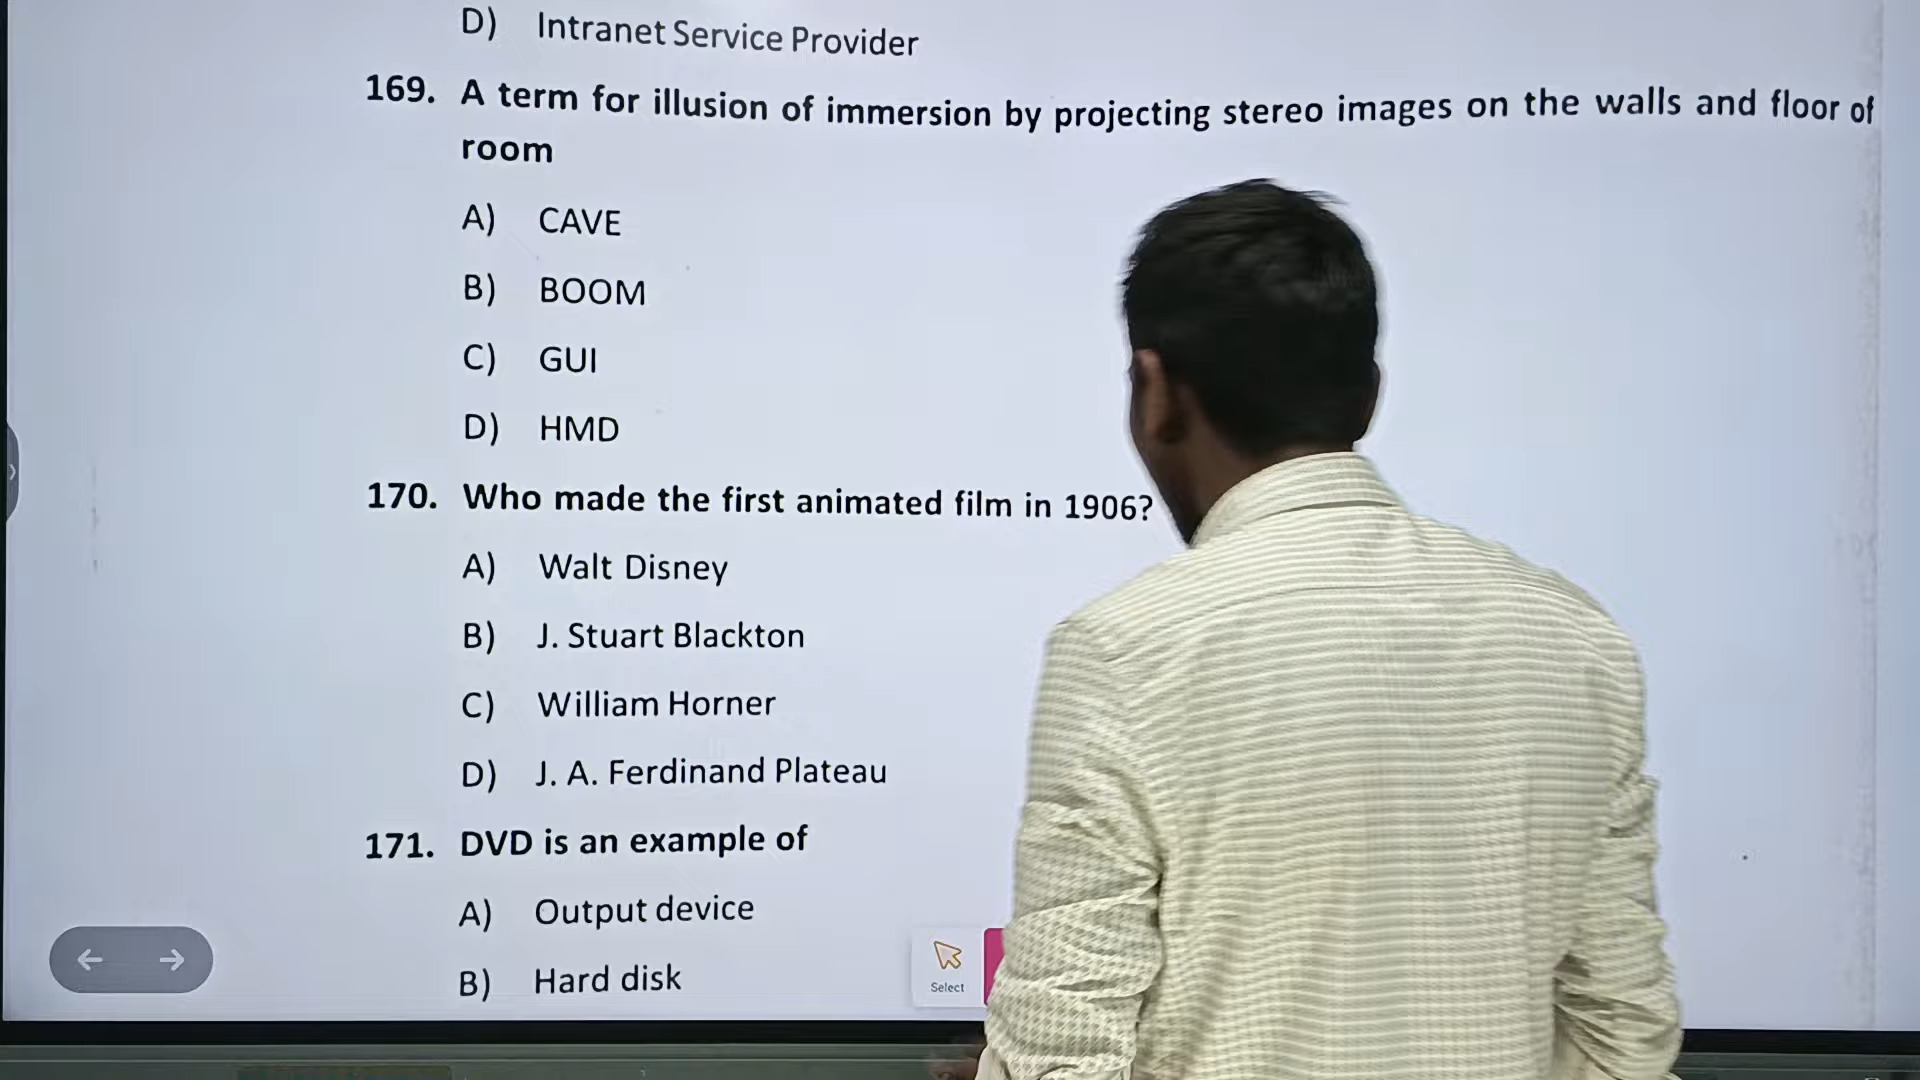 D) Intranet Service Provider
169. A term for illusion of immersion by projecting stereo images on the walls and floor of
room
A) CAVE
B) BOOM
C) GUI
D) HMD
170. Who made the first animated film in 1906?
A) Walt Disney
B) J. Stuart Blackton
C) William Horner
D) J. A. Ferdinand Plateau
171. DVD is an example of
A) Output device
B) Hard disk
Select